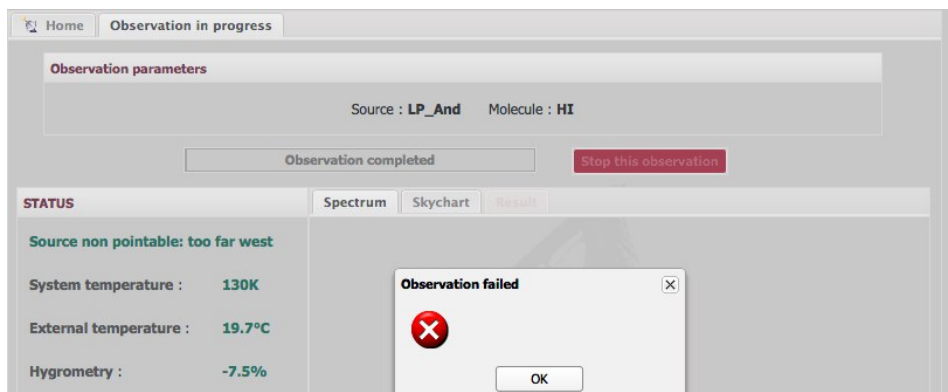 Home Observation in progress
Observation parameters
Source : LP_And Molecule : HI
Observation completed Stop this observation
STATUS Spectrum Skychart Result
Source non pointable: too far west
System temperature : 130K
External temperature : 19.7°C
Hygrometry : -7.5%
Observation failed
OK